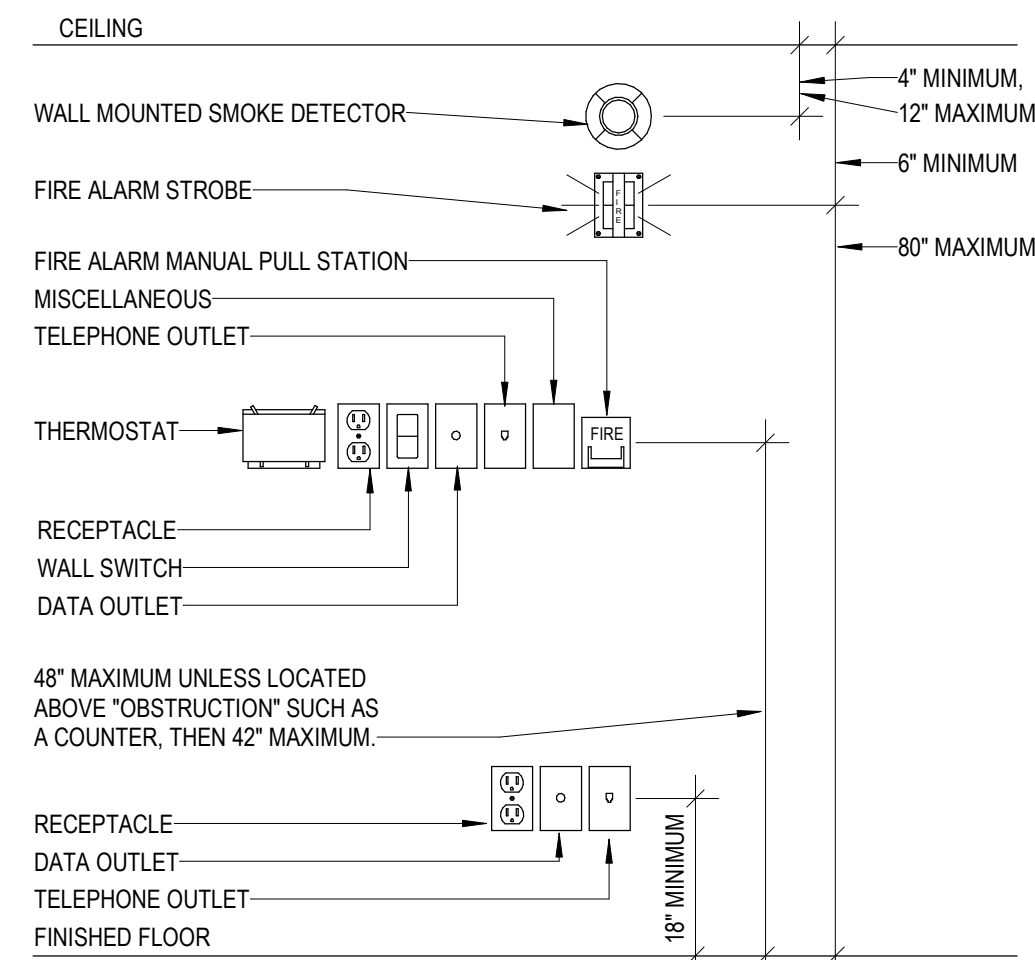 CEILING
4" MINIMUM,
WALL MOUNTED SMOKE DETECTOR
12" MAXIMUM
6" MINIMUM
FIRE ALARM STROBE
FIRE
80" MAXIMUM
FIRE ALARM MANUAL PULL STATION
MISCELLANEOUS
TELEPHONE OUTLET
THERMOSTAT
FIRE
RECEPTACLE
WALL SWITCH
DATA OUTLET
48" MAXIMUM UNLESS LOCATED
ABOVE "OBSTRUCTION" SUCH AS
A COUNTER, THEN 42" MAXIMUM.
RECEPTACLE
DATA OUTLET
TELEPHONE OUTLET
18" MINIMUM
FINISHED FLOOR